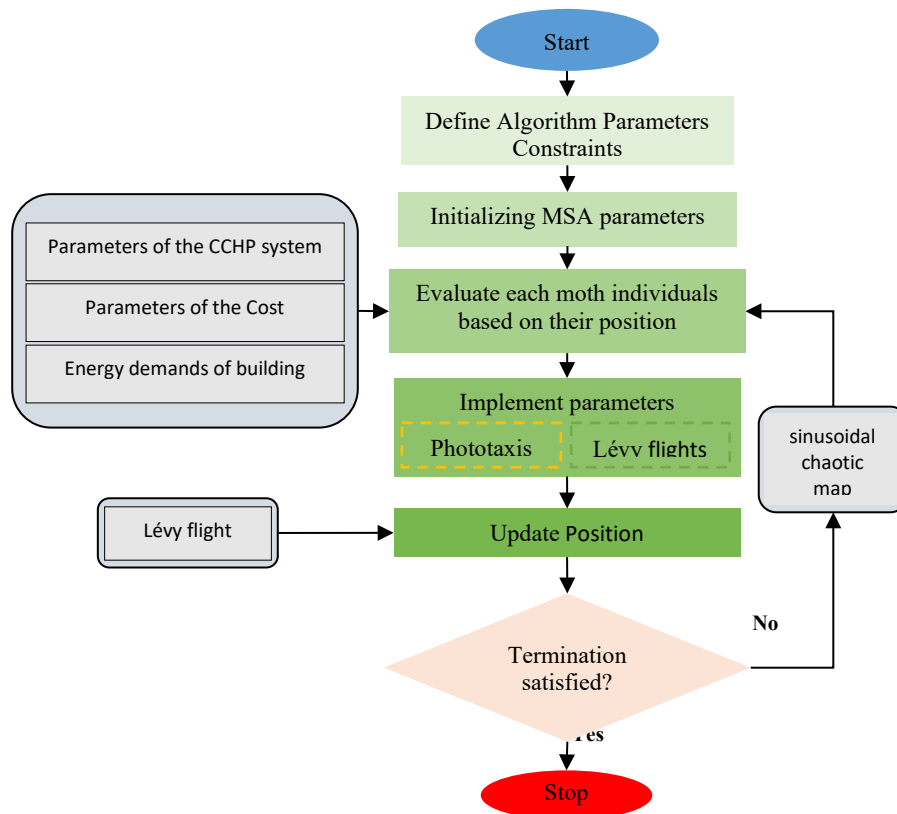 Start
Define Algorithm Parameters
Constraints
Initializing MSA parameters
Parameters of the CCHP system
Parameters of the Cost
Energy demands of building
Evaluate each moth individuals
based on their position
Implement parameters
Phototaxis
Lévy flights
sinusoidal
chaotic
map
Lévy flight
Update Position
No
Termination
satisfied?
Yes
Stop